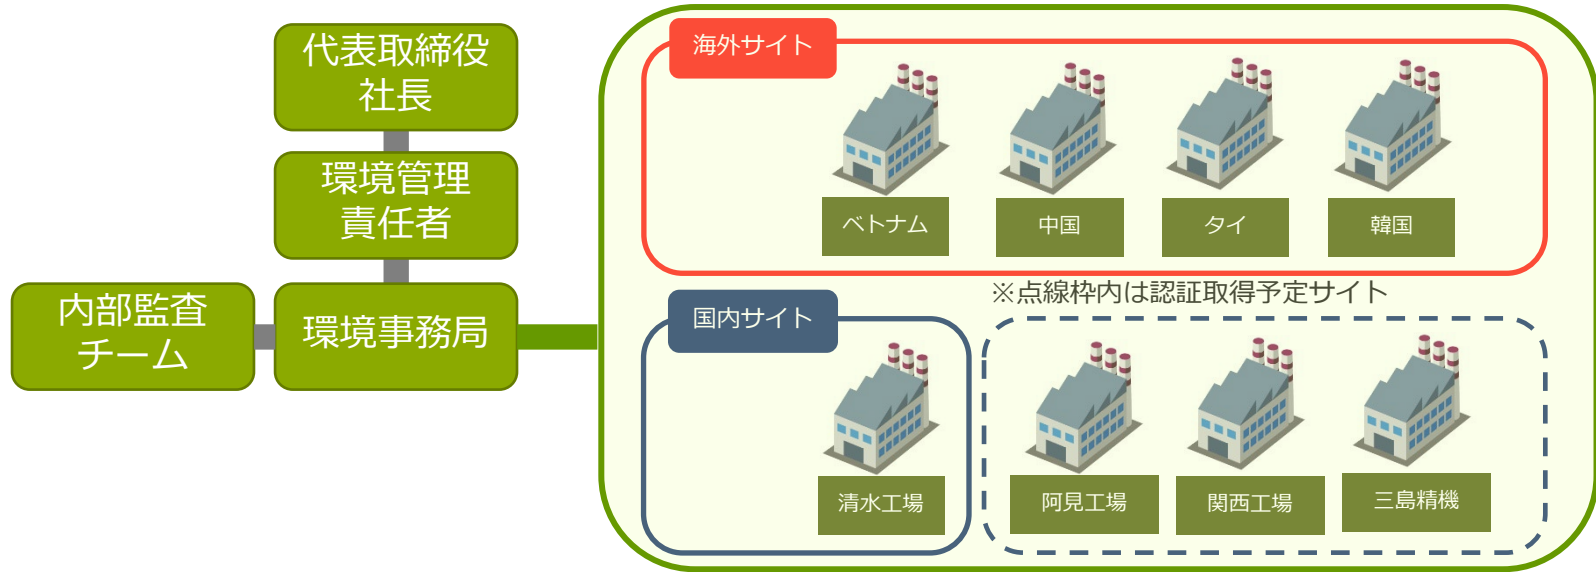 代表取締役
社長
環境管理
責任者
内部監査
チーム
環境事務局
海外サイト
ベトナム
中国
タイ
韓国
※点線枠内は認証取得予定サイト
国内サイト
清水工場
阿見工場
関西工場
三島精機